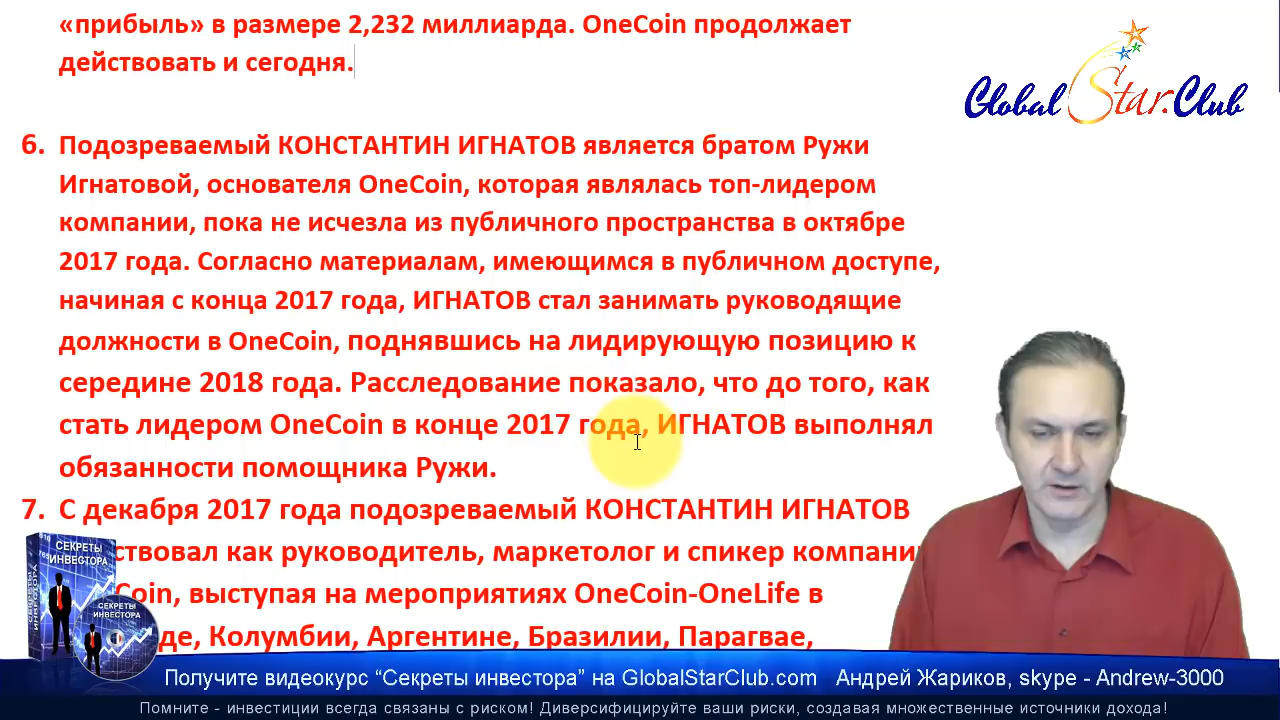 «прибыль» в размере 2,232 миллиарда. OneCoin продолжает
действовать и сегодня.
Global Star.Club
6. Подозреваемый КОНСТАНТИН ИГНАТОВ является братом Ружи
Игнатовой, основателя OneCoin, которая являлась топ-лидером
компании, пока не исчезла из публичного пространства в октябре
2017 года. Согласно материалам, имеющимся в публичном доступе,
начиная с конца 2017 года, ИГНАТОВ стал занимать руководящие
должности в OneCoin, поднявшись на лидирующую позицию к
середине 2018 года. Расследование показало, что до того, как
стать лидером OneCoin в конце 2017 года, ИГНАТОВ выполнял
обязанности помощника Ружи.
7. С декабря 2017 года подозреваемый КОНСТАНТИН ИГНАТОВ
ствовал как руководитель, маркетолог и спикер компани
Coin, выступая на мероприятиях OneCoin-OneLife в
де, Колумбии, Аргентине, Бразилии, Парагвае,
СЕКРЕТЫ
ИНВЕСТОРА
СЕКРЕТЫ
ИНВЕСТОРА
Получите видеокурс “Секреты инвестора” на GlobalStarClub.com Андрей Жариков, skype - Andrew-3000
Помните - инвестиции всегда связаны с риском! Диверсифицируйте ваши риски, создавая множественные источники дохода!